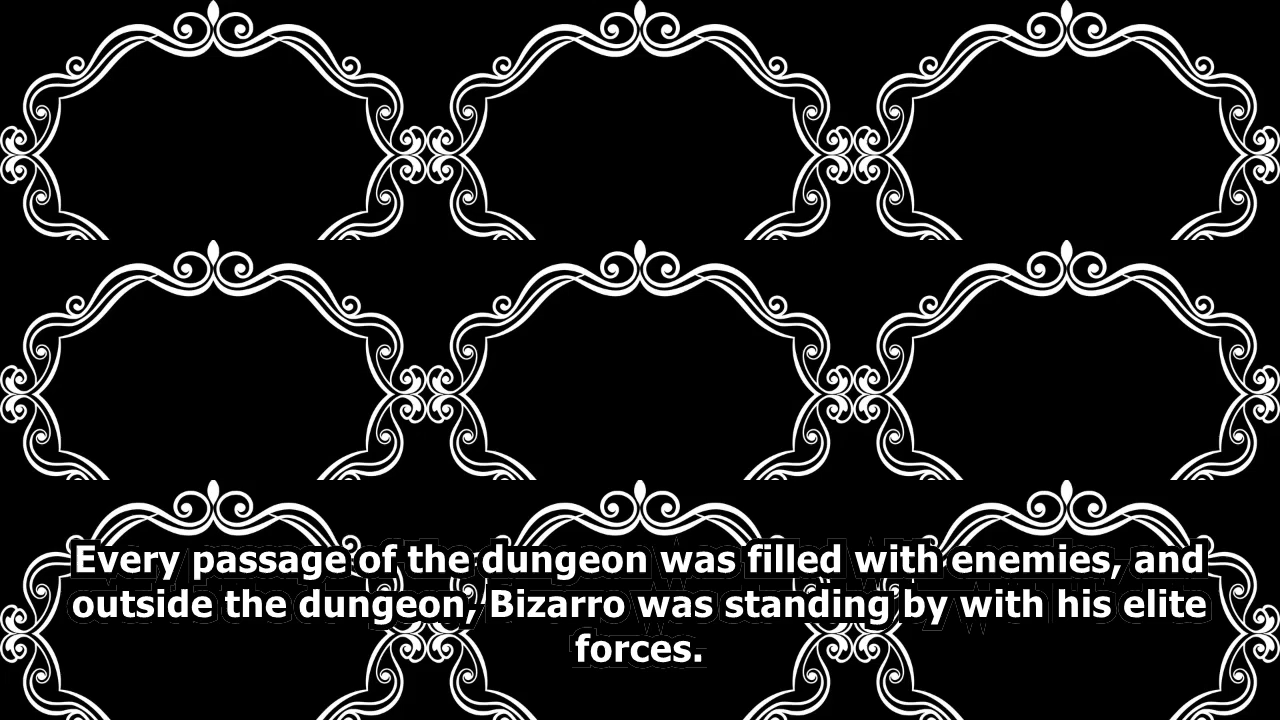 Every passage of the dungeon was filled with enemies, and
outside the dungeon, Bizarro was standing by with his elite
forces.